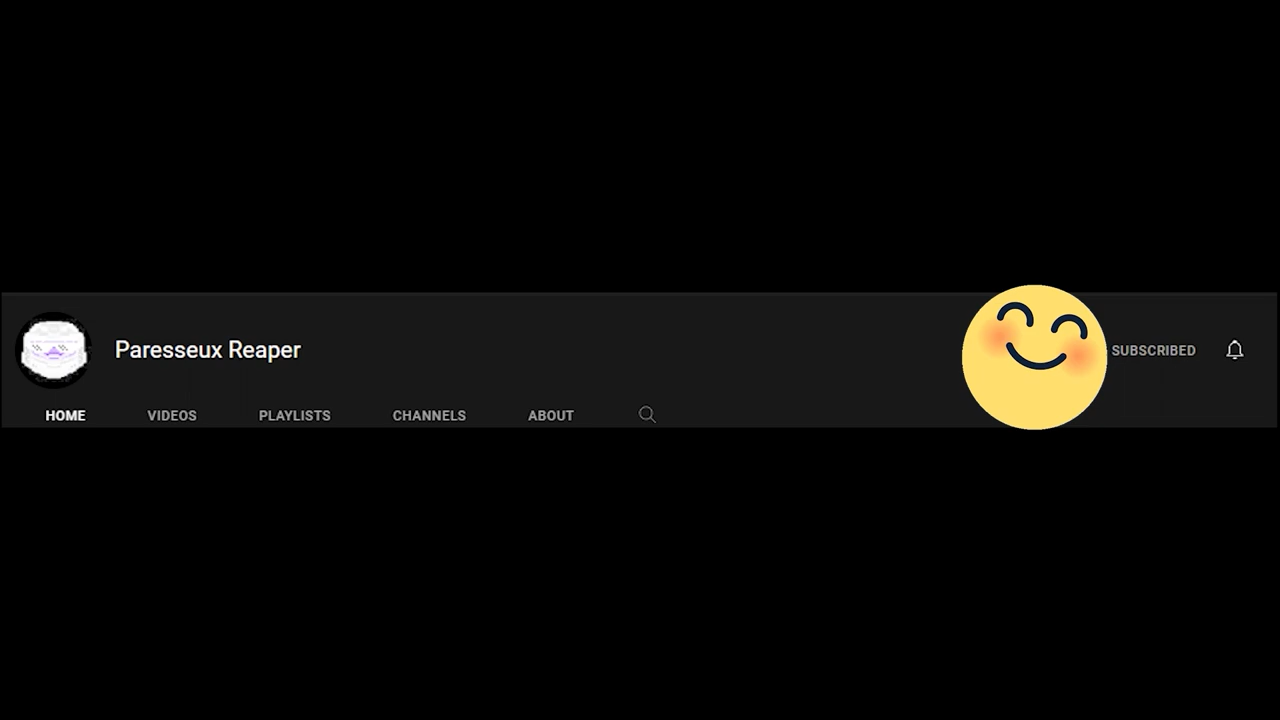 Paresseux Reaper
SUBSCRIBED
HOME VIDEOS PLAYLISTS CHANNELS ABOUT